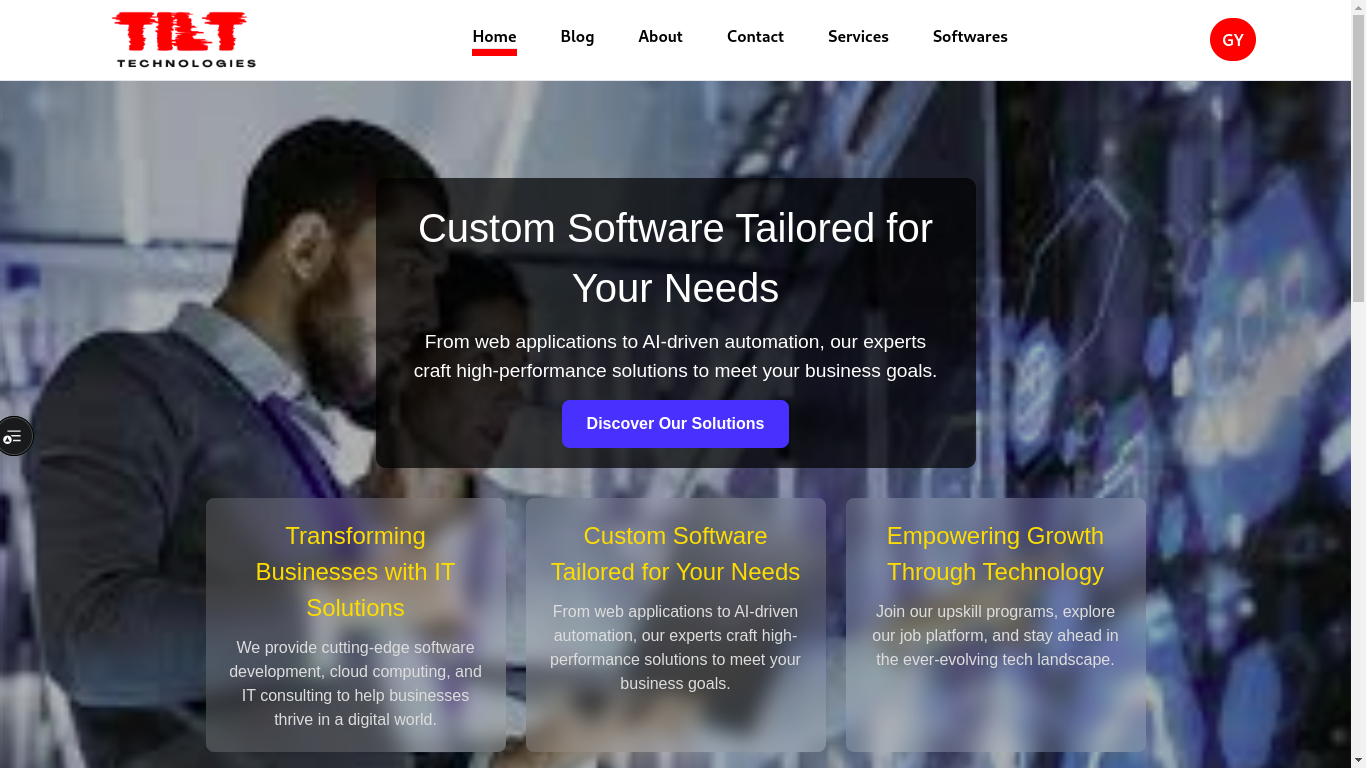 TILT
TECHNOLOGIES
Home
Blog
About
Contact
Services
Softwares
GY
Custom Software Tailored for
Your Needs
From web applications to AI-driven automation, our experts
craft high-performance solutions to meet your business goals.
Discover Our Solutions
Transforming
Businesses with IT
Solutions
We provide cutting-edge software
development, cloud computing, and
IT consulting to help businesses
thrive in a digital world.
Custom Software
Tailored for Your Needs
From web applications to AI-driven
automation, our experts craft high-
performance solutions to meet your
business goals.
Empowering Growth
Through Technology
Join our upskill programs, explore
our job platform, and stay ahead in
the ever-evolving tech landscape.